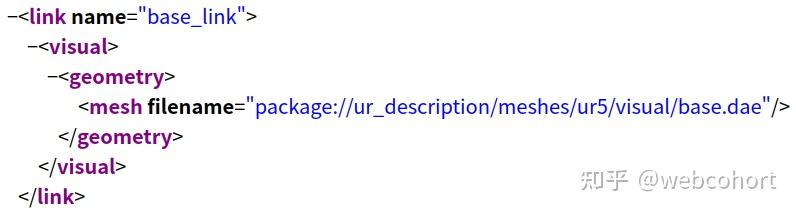 −<link name="base_link">
−<visual>
−<geometry>
<mesh filename="package://ur_description/meshes/ur5/visual/base.dae"/>
</geometry>
</visual>
</link>
知乎 @webcohort